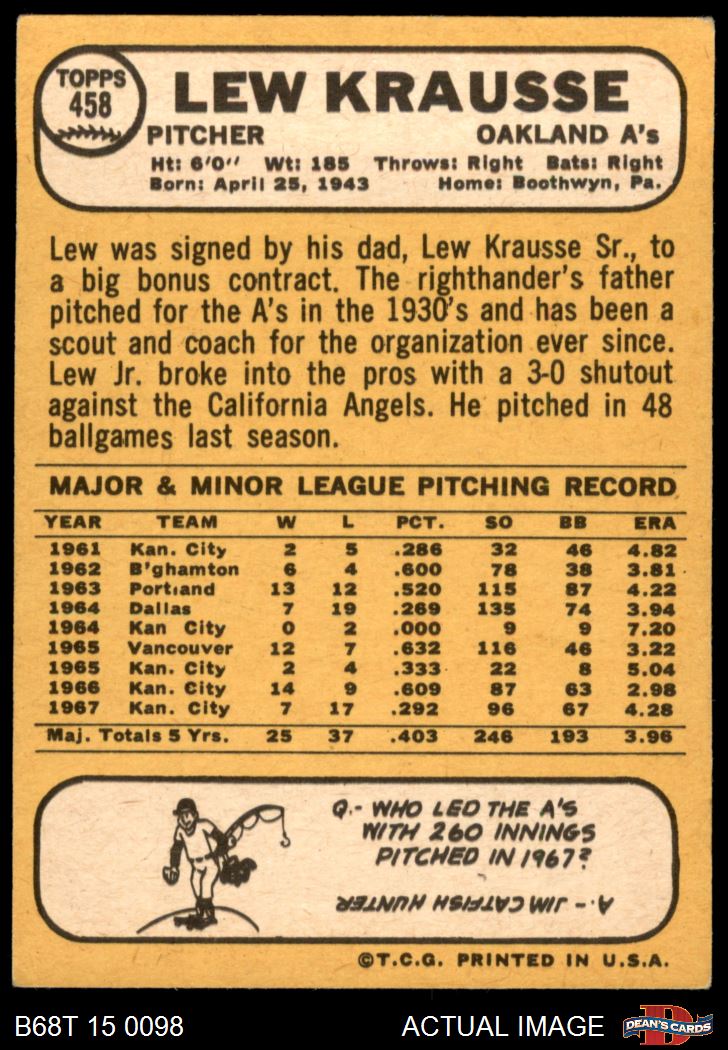 TOPPS
458
LEW KRAUSSE
PITCHER OAKLAND A's
Ht: 6'0'' Wt: 185 Throws: Right Bats: Right
Born: April 25, 1943 Home: Boothwyn, Pa.
Lew was signed by his dad, Lew Krausse Sr., to
a big bonus contract. The righthander's father
pitched for the A's in the 1930's and has been a
scout and coach for the organization ever since.
Lew Jr. broke into the pros with a 3-0 shutout
against the California Angels. He pitched in 48
ballgames last season.
MAJOR & MINOR LEAGUE PITCHING RECORD
YEAR TEAM W L PCT. SO BB ERA
1961 Kan. City 2 5 .286 32 46 4.82
1962 B'ghamton 6 4 .600 78 38 3.81
1963 Portland 13 12 .520 115 87 4.22
1964 Dallas 7 19 .269 135 74 3.94
1964 Kan City 0 2 .000 9 9 7.20
1965 Vancouver 12 7 .632 116 46 3.22
1965 Kan. City 2 4 .333 22 8 5.04
1966 Kan. City 14 9 .609 87 63 2.98
1967 Kan. City 7 17 .292 96 67 4.28
Maj. Totals 5 Yrs. 25 37 .403 246 193 3.96
Q.- WHO LED THE A'S
WITH 260 INNINGS
PITCHED IN 1967?
A.- JIM CATFISH HUNTER
©T.C.G. PRINTED IN U.S.A.
B68T 15 0098 ACTUAL IMAGE
D
DEAN'S CARDS